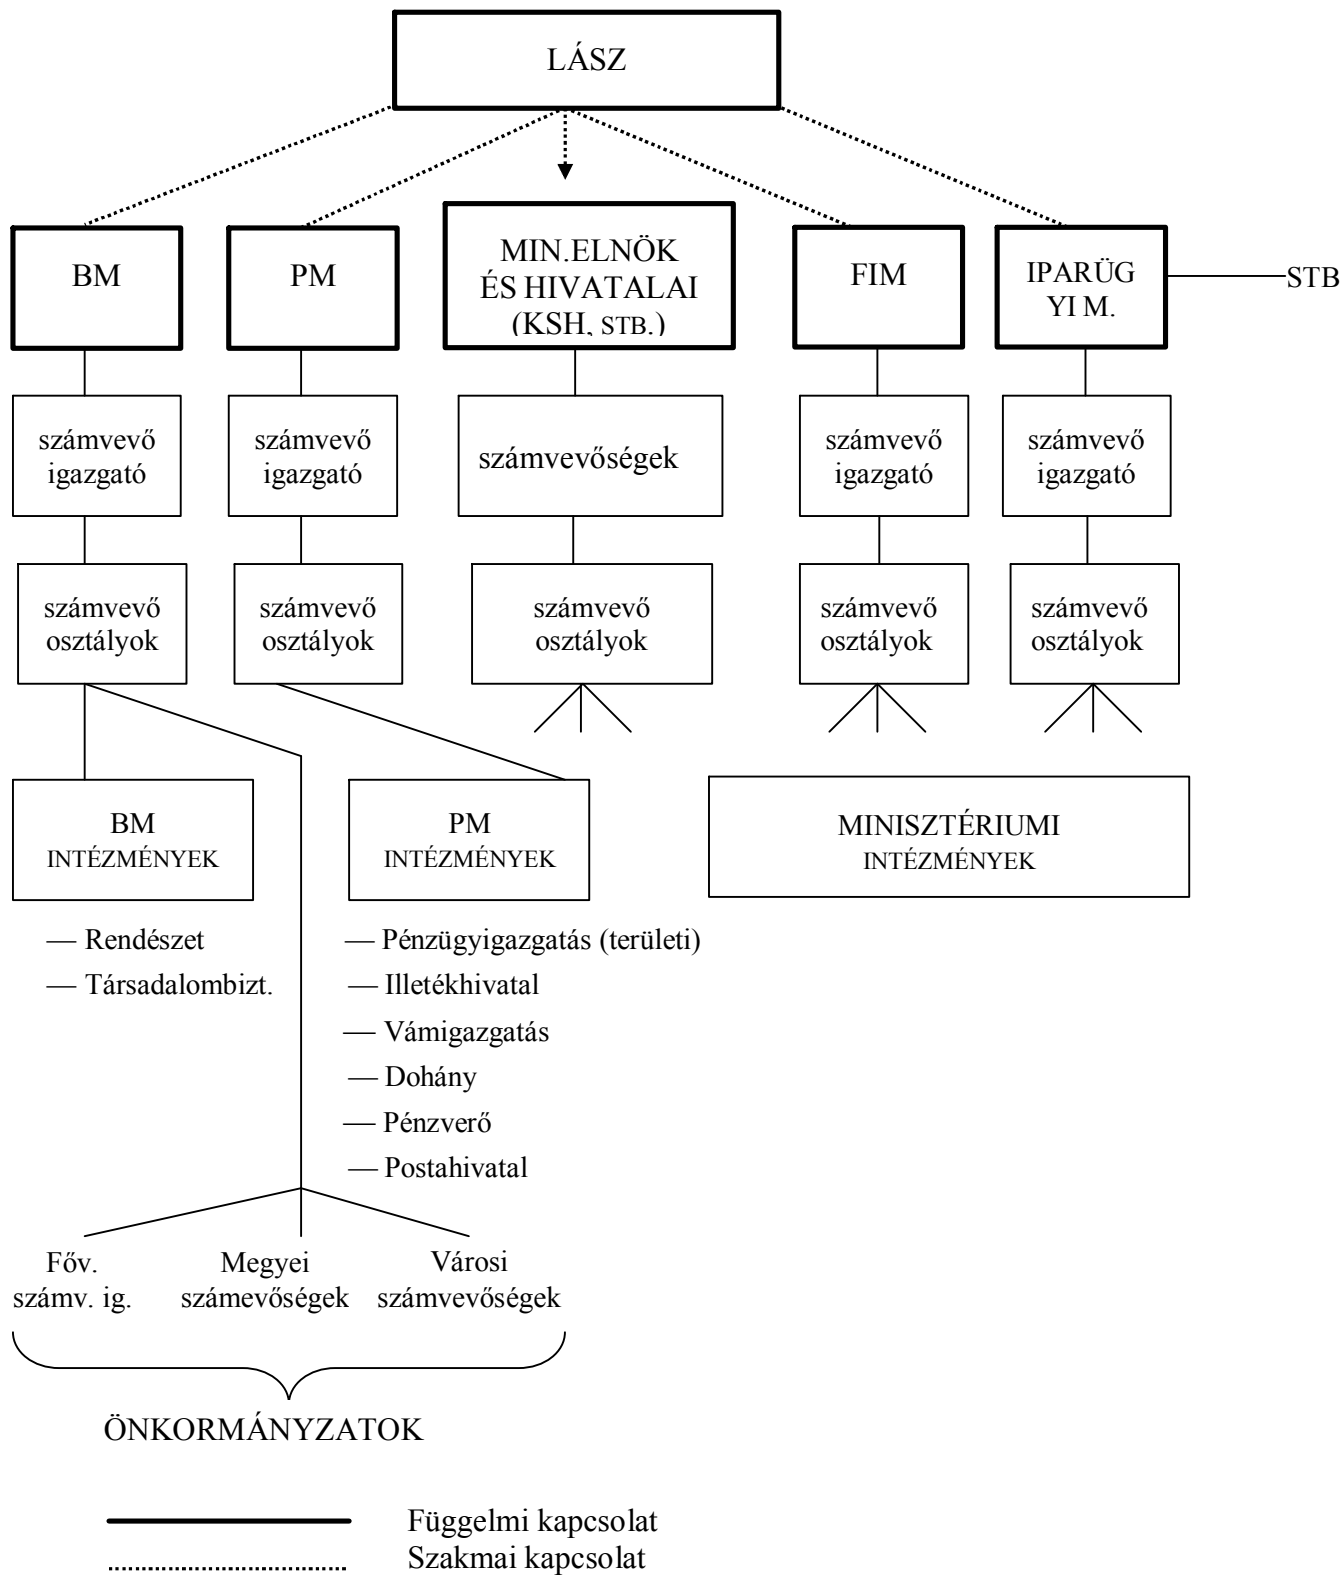 LÁSZ
BM
PM
MIN.ELNÖK
ÉS HIVATALAI
(KSH, STB.)
FIM
IPARÜG
YI M.
STB
számvevő
igazgató
számvevő
igazgató
számvevőségek
számvevő
igazgató
számvevő
igazgató
számvevő
osztályok
számvevő
osztályok
számvevő
osztályok
számvevő
osztályok
számvevő
osztályok
BM
INTÉZMÉNYEK
PM
INTÉZMÉNYEK
MINISZTÉRIUMI
INTÉZMÉNYEK
— Rendészet
— Társadalombizt.
— Pénzügyigazgatás (területi)
— Illetékhivatal
— Vámigazgatás
— Dohány
— Pénzverő
— Postahivatal
Főv.
számv. ig.
Megyei
számevőségek
Városi
számvevőségek
ÖNKORMÁNYZATOK
Függelmi kapcsolat
Szakmai kapcsolat